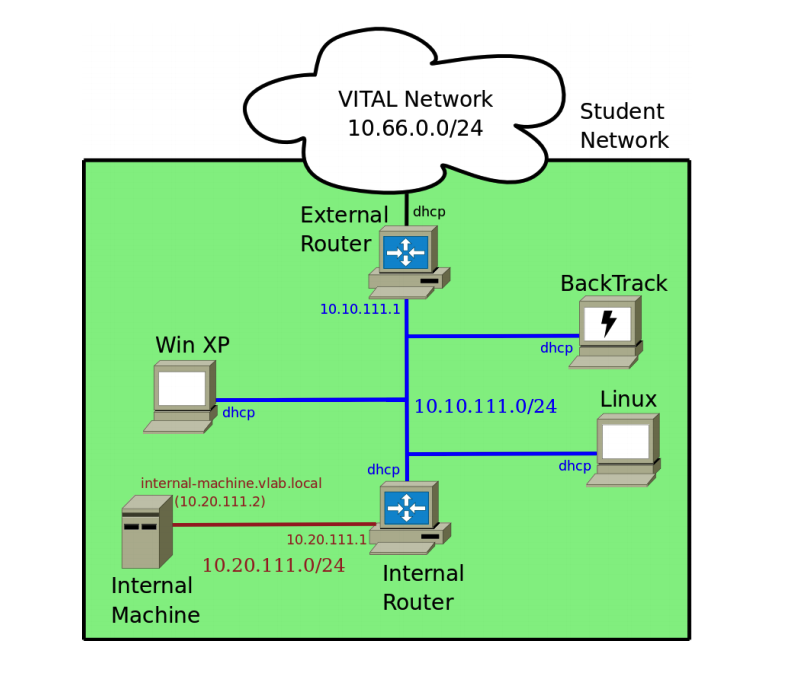 VITAL Network
10.66.0.0/24
Student
Network
dhcp
External
Router
10.10.111.1
BackTrack
dhcp
Win XP
dhcp
10.10.111.0/24
Linux
dhcp
dhcp
internal-machine.vlab.local
(10.20.111.2)
10.20.111.1
10.20.111.0/24
Internal
Machine
Internal
Router